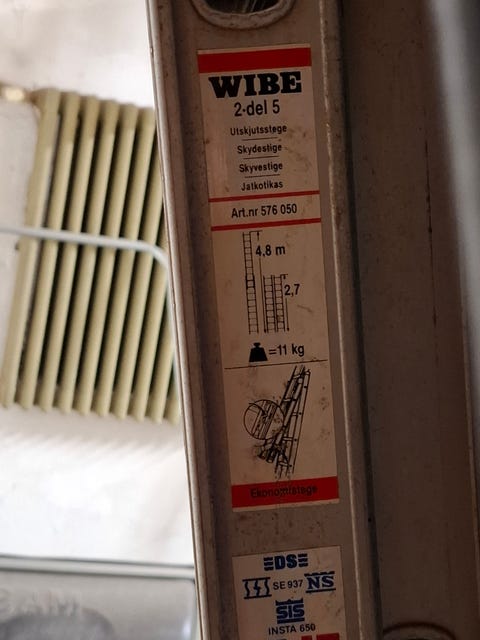 WIBE
2-del 5
Utskjutsstege
Skydestige
Skyvestige
Jatkotikas
Art.nr 576 050
4,8 m
2,7
=11 kg
Ekonomistege
=DS=
SE 937 NS
SIS
INSTA 650